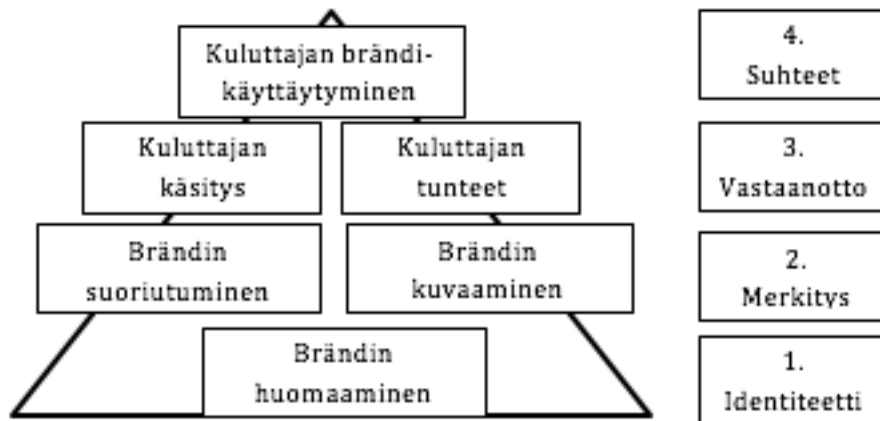 Kuluttajan brändi-
käyttäytyminen
4.
Suhteet
Kuluttajan
käsitys
Kuluttajan
tunteet
3.
Vastaanotto
Brändin
suoriutuminen
Brändin
kuvaaminen
2.
Merkitys
Brändin
huomaaminen
1.
Identiteetti